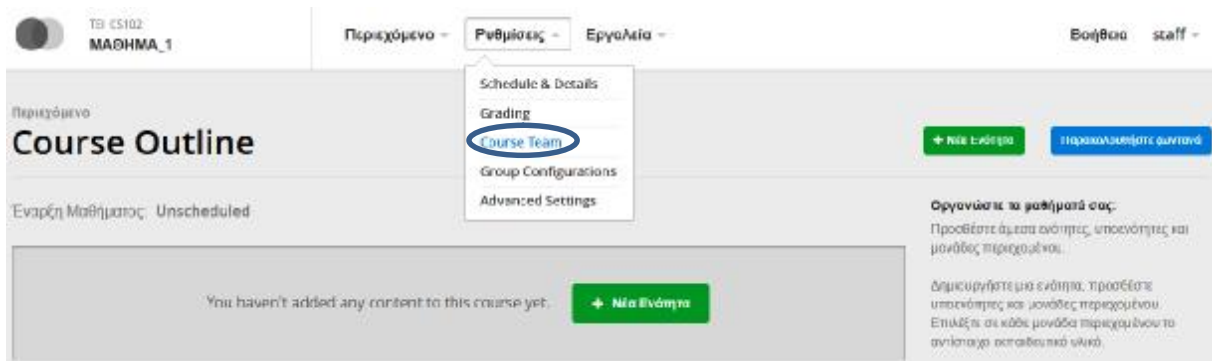 TEI CS102
ΜΑΘΗΜΑ_1
Περιεχόμενο
Ρυθμίσεις
Εργαλεία
Βοήθεια
staff
Schedule & Details
Grading
Course Team
Group Configurations
Advanced Settings
Περιεχόμενο
Course Outline
+ Νέα Ενότητα
Παρακολουθήστε ζωντανά
Έναρξη Μαθήματος: Unscheduled
You haven't added any content to this course yet.
+ Νέα Ενότητα
Οργανώστε τα μαθήματά σας:
Προσθέστε άμεσα ενότητες, υποενότητες και
μονάδες περιεχομένου.
Δημιουργήστε μια ενότητα, προσθέστε
υποενότητες και μονάδες περιεχομένου.
Επιλέξτε σε κάθε μονάδα περιεχομένου το
αντίστοιχο εκπαιδευτικό υλικό.